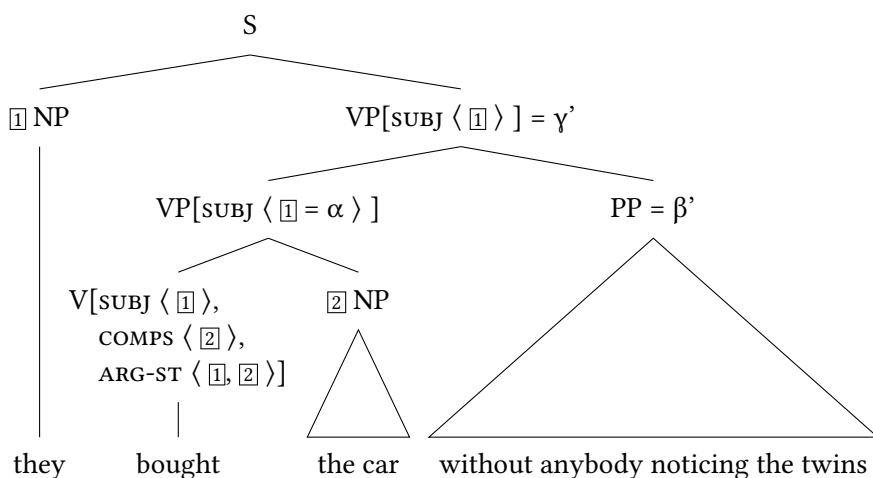 S
1 NP VP[SUBJ ⟨ 1 ⟩ ] = γ’
VP[SUBJ ⟨ 1 = α ⟩ ] PP = β’
V[SUBJ ⟨ 1 ⟩, 2 NP
COMPS ⟨ 2 ⟩,
ARG-ST ⟨ 1, 2 ⟩]
they bought the car without anybody noticing the twins